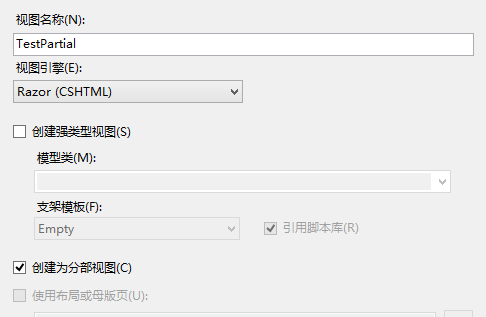 视图名称(N):
TestPartial
视图引擎(E):
Razor (CSHTML)
创建强类型视图(S)
模型类(M):
支架模板(F):
Empty
引用脚本库(R)
创建为分部视图(C)
使用布局或母版页(U):